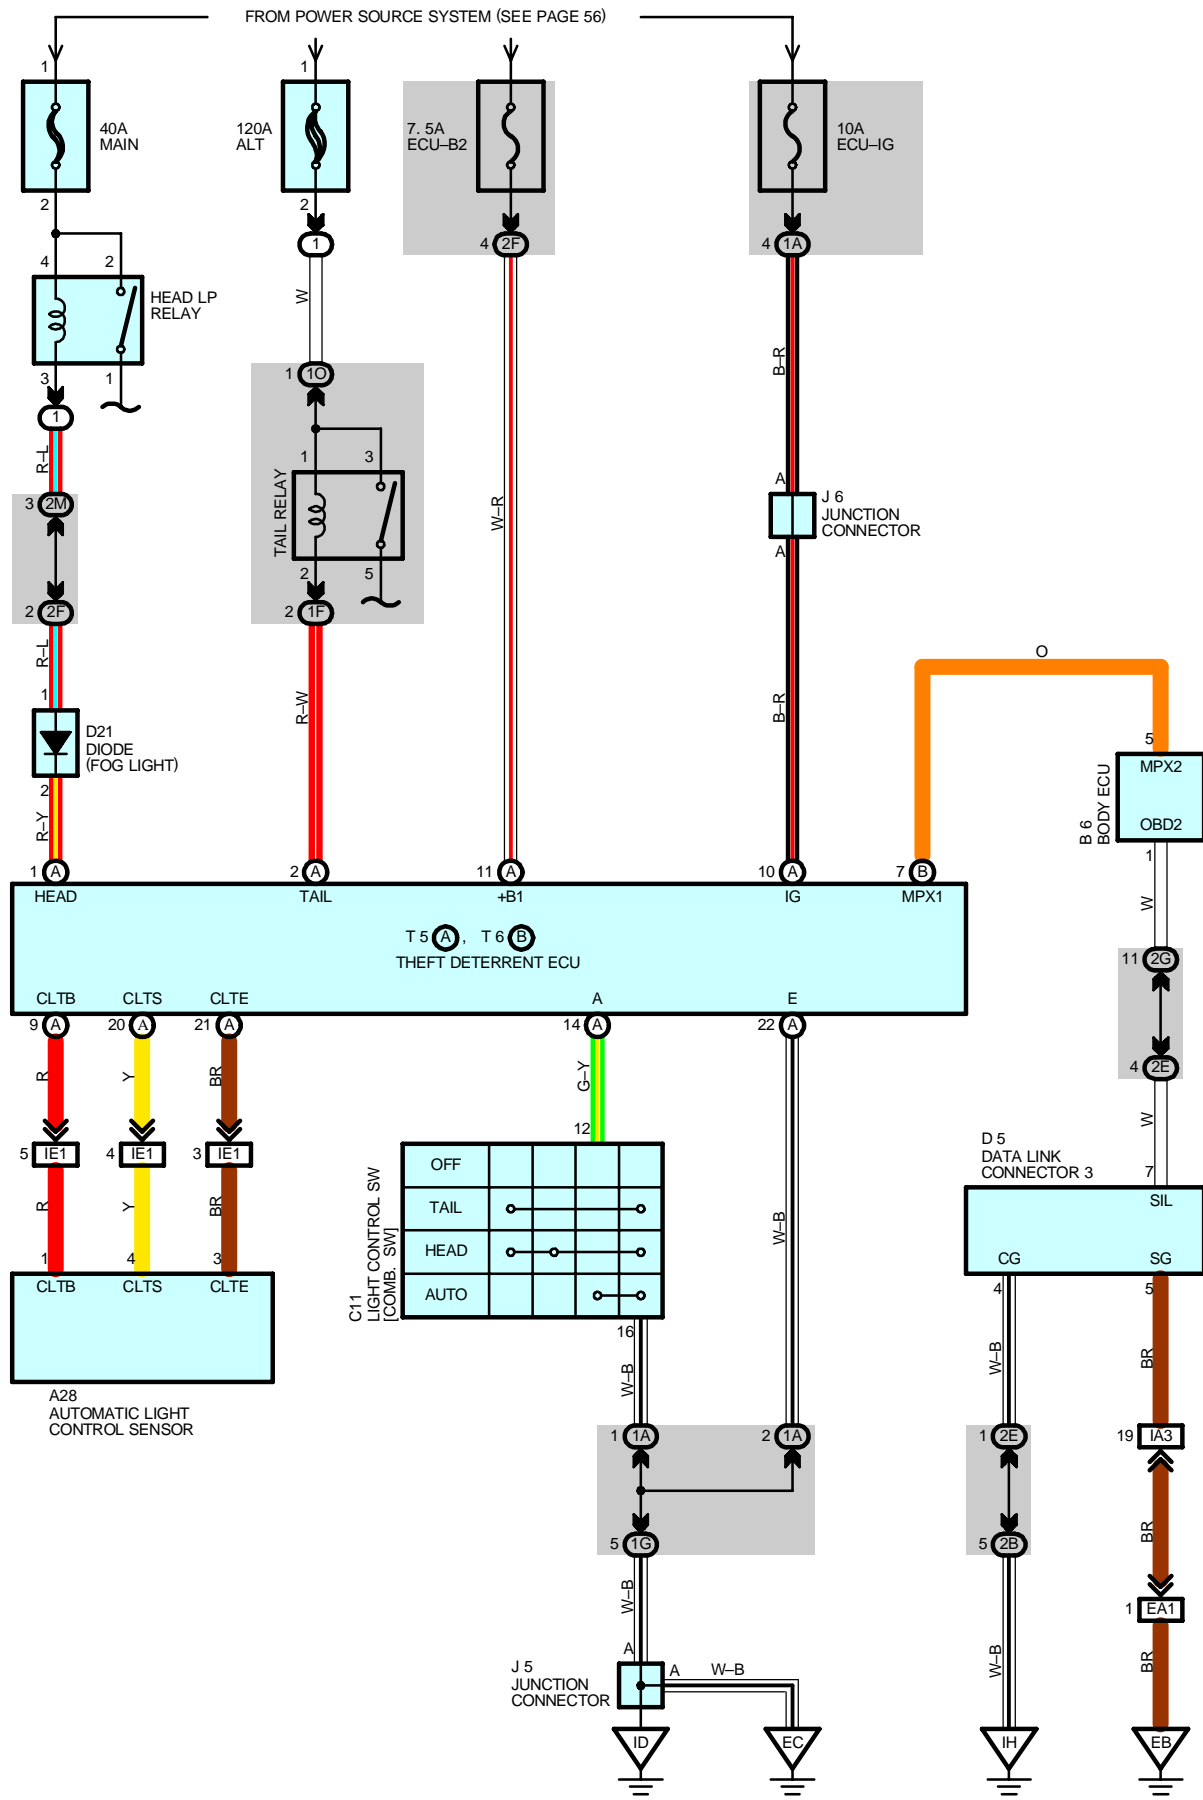 FROM POWER SOURCE SYSTEM (SEE PAGE 56)
1
1
40A
MAIN
120A
ALT
7. 5A
ECU–B2
10A
ECU–IG
2
2
1
4 2F
4 1A
4
2
HEAD LP
RELAY
W
B–R
3
1
1
1 1O
R–L
1
3
TAIL RELAY
W–R
A
J 6
JUNCTION
CONNECTOR
A
3 2M
2
5
2 2F
2 1F
R–L
O
1
R–W
B–R
D21
DIODE
(FOG LIGHT)
5
MPX2
B 6
BODY ECU
OBD2
2
R–Y
1
1 A
2 A
11 A
10 A
7 B
HEAD
TAIL
+B1
IG
MPX1
W
T 5 A , T 6 B
THEFT DETERRENT ECU
11 2G
CLTB
CLTS
CLTE
A
E
9 A
20 A
21 A
14 A
22 A
4 2E
R
Y
BR
G–Y
W
12
5 IE1
4 IE1
3 IE1
D 5
DATA LINK
CONNECTOR 3
7
OFF
TAIL
HEAD
AUTO
C11
LIGHT CONTROL SW
[COMB. SW]
R
Y
BR
W–B
SIL
CG
SG
1
4
3
CLTB
CLTS
CLTE
4
5
16
A28
AUTOMATIC LIGHT
CONTROL SENSOR
W–B
W–B
BR
1 1A
2 1A
1 2E
19 IA3
5 1G
5 2B
BR
W–B
1 EA1
A
J 5
JUNCTION
CONNECTOR
A
W–B
W–B
BR
ID
EC
IH
EB